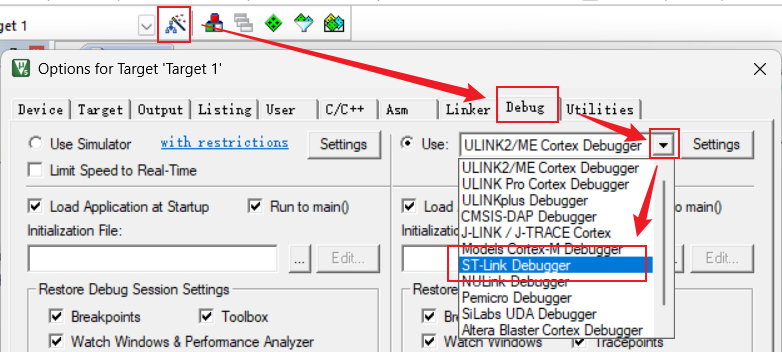 get 1
Options for Target 'Target 1'
Device Target Output Listing User C/C++ Asm Linker Debug Utilities
Use Simulator with restrictions Settings
Limit Speed to Real-Time
Use: ULINK2/ME Cortex Debugger Settings
ULINK2/ME Cortex Debugger
ULINK Pro Cortex Debugger
ULINKplus Debugger
CMSIS-DAP Debugger
J-LINK / J-TRACE Cortex
Models Cortex-M Debugger
ST-Link Debugger
NULink Debugger
Pemicro Debugger
SiLabs UDA Debugger
Altera Blaster Cortex Debugger
Load Application at Startup Run to main()
Initialization File:
... Edit...
Restore Debug Session Settings
Breakpoints Toolbox
Watch Windows & Performance Analyzer
Load o main()
Initializati
Edit...
Restore
Bre
Watch Windows Tracepoints